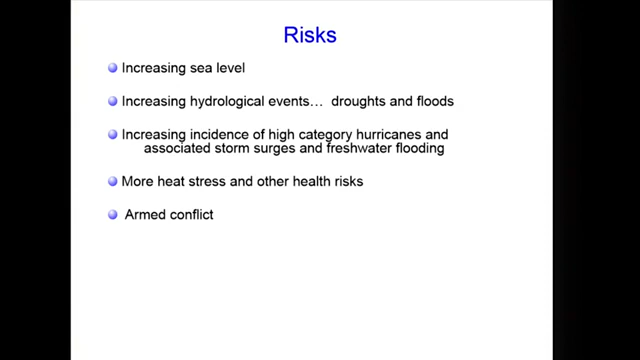 Risks
Increasing sea level
Increasing hydrological events… droughts and floods
Increasing incidence of high category hurricanes and
associated storm surges and freshwater flooding
More heat stress and other health risks
Armed conflict